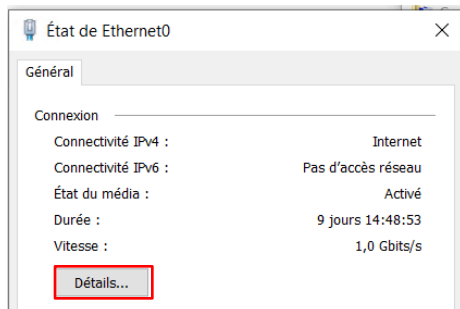 État de Ethernet0
Général
Connexion
Connectivité IPv4 : Internet
Connectivité IPv6 : Pas d'accès réseau
État du média : Activé
Durée : 9 jours 14:48:53
Vitesse : 1,0 Gbits/s
Détails...